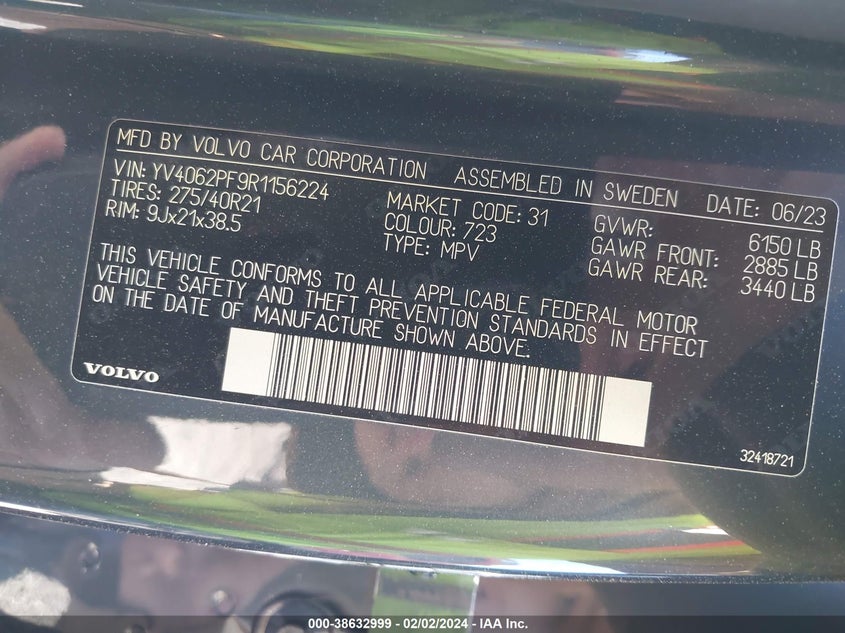 MFD BY VOLVO CAR CORPORATION ASSEMBLED IN SWEDEN DATE: 06/23
VIN: YV4062PF9R1156224 MARKET CODE: 31 GVWR: 6150 LB
TIRES: 275/40R21 COLOUR: 723 GAWR FRONT: 2885 LB
RIM: 9Jx21x38.5 TYPE: MPV GAWR REAR: 3440 LB
THIS VEHICLE CONFORMS TO ALL APPLICABLE FEDERAL MOTOR
VEHICLE SAFETY AND THEFT PREVENTION STANDARDS IN EFFECT
ON THE DATE OF MANUFACTURE SHOWN ABOVE.
VOLVO
32418721
000-38632999 - 02/02/2024 - IAA Inc.